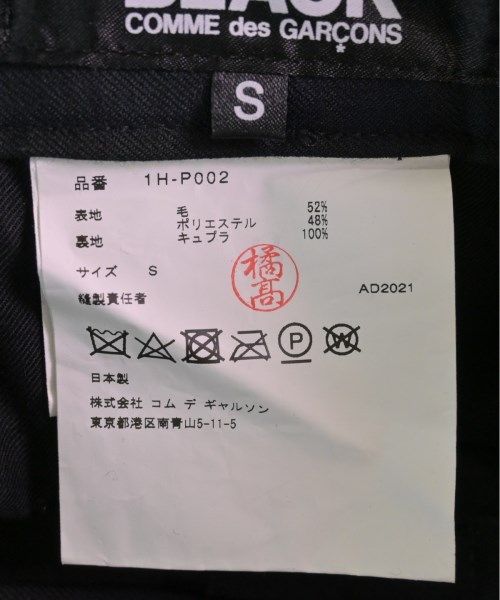 BLACK
COMME des GARÇONS
S
品番 1H-P002
表地 毛 52%
ポリエステル 48%
裏地 キュプラ 100%
サイズ S
縫製責任者
橘高
AD2021
P W
日本製
株式会社 コム デ ギャルソン
東京都港区南青山5-11-5